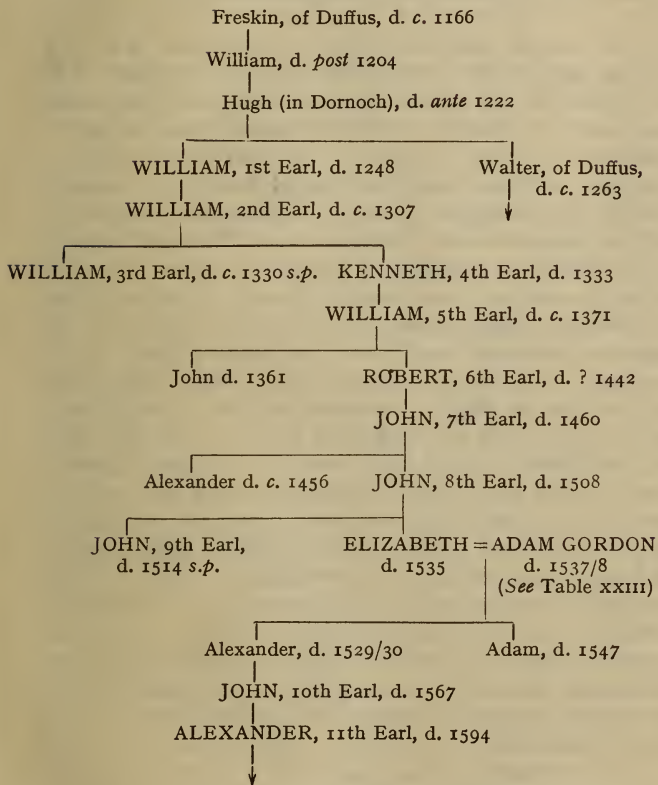 Freskin, of Duffus, d. c. 1166
William, d. post 1204
Hugh (in Dornoch), d. ante 1222
WILLIAM, 1st Earl, d. 1248
Walter, of Duffus,
d. c. 1263
WILLIAM, 2nd Earl, d. c. 1307
WILLIAM, 3rd Earl, d. c. 1330 s.p.
KENNETH, 4th Earl, d. 1333
WILLIAM, 5th Earl, d. c. 1371
John d. 1361
ROBERT, 6th Earl, d. ? 1442
JOHN, 7th Earl, d. 1460
Alexander d. c. 1456
JOHN, 8th Earl, d. 1508
JOHN, 9th Earl,
d. 1514 s.p.
ELIZABETH = ADAM GORDON
d. 1535
d. 1537/8
(See Table XXIII)
Alexander, d. 1529/30
Adam, d. 1547
JOHN, 10th Earl, d. 1567
ALEXANDER, 11th Earl, d. 1594